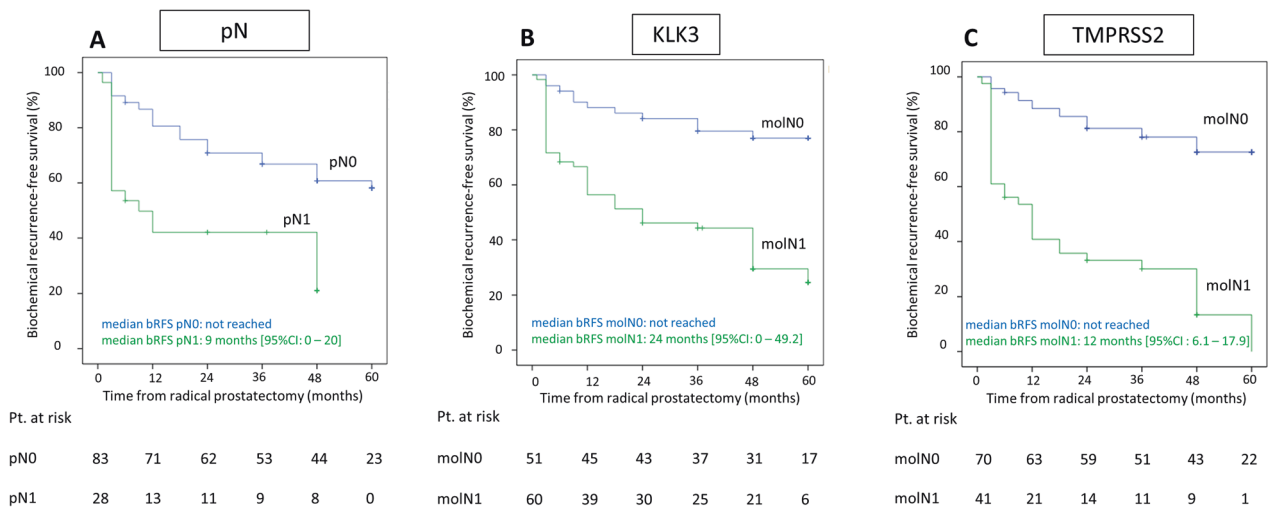 A
pN
Biochemical recurrence-free survival (%)
100
80
60
40
20
0
pN0
pN1
median bRFS pN0: not reached
median bRFS pN1: 9 months [95%CI: 0 – 20]
0 12 24 36 48 60
Time from radical prostatectomy (months)
Pt. at risk
pN0 83 71 62 53 44 23
pN1 28 13 11 9 8 0
B
KLK3
Biochemical recurrence-free survival (%)
100
80
60
40
20
0
molN0
molN1
median bRFS molN0: not reached
median bRFS molN1: 24 months [95%CI: 0 – 49.2]
0 12 24 36 48 60
Time from radical prostatectomy (months)
Pt. at risk
molN0 51 45 43 37 31 17
molN1 60 39 30 25 21 6
C
TMPRSS2
Biochemical recurrence-free survival (%)
100
80
60
40
20
0
molN0
molN1
median bRFS molN0: not reached
median bRFS molN1: 12 months [95%CI : 6.1 – 17.9]
0 12 24 36 48 60
Time from radical prostatectomy (months)
Pt. at risk
molN0 70 63 59 51 43 22
molN1 41 21 14 11 9 1